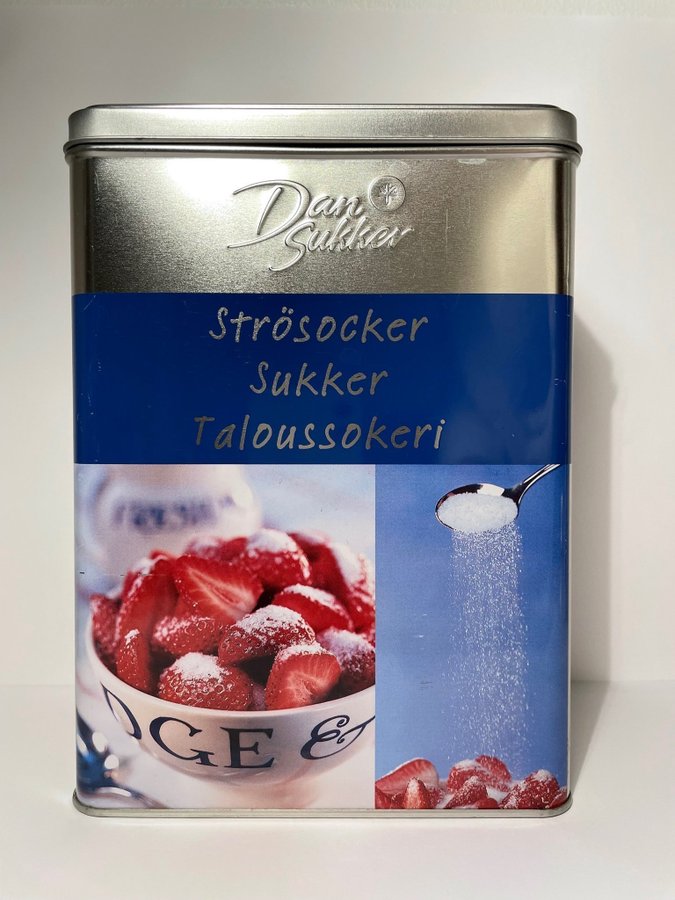 Dan
Sukker
Strösocker
Sukker
Taloussokeri
DGE &